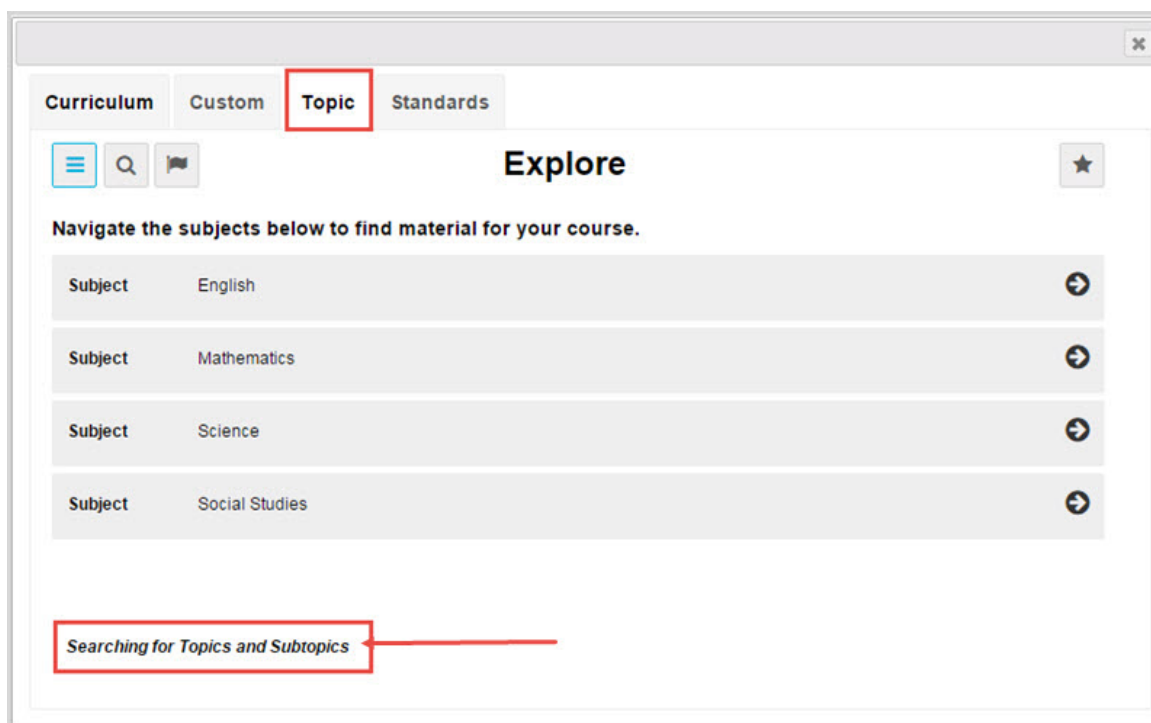 Curriculum Custom Topic Standards
Explore
Navigate the subjects below to find material for your course.
Subject English
Subject Mathematics
Subject Science
Subject Social Studies
Searching for Topics and Subtopics